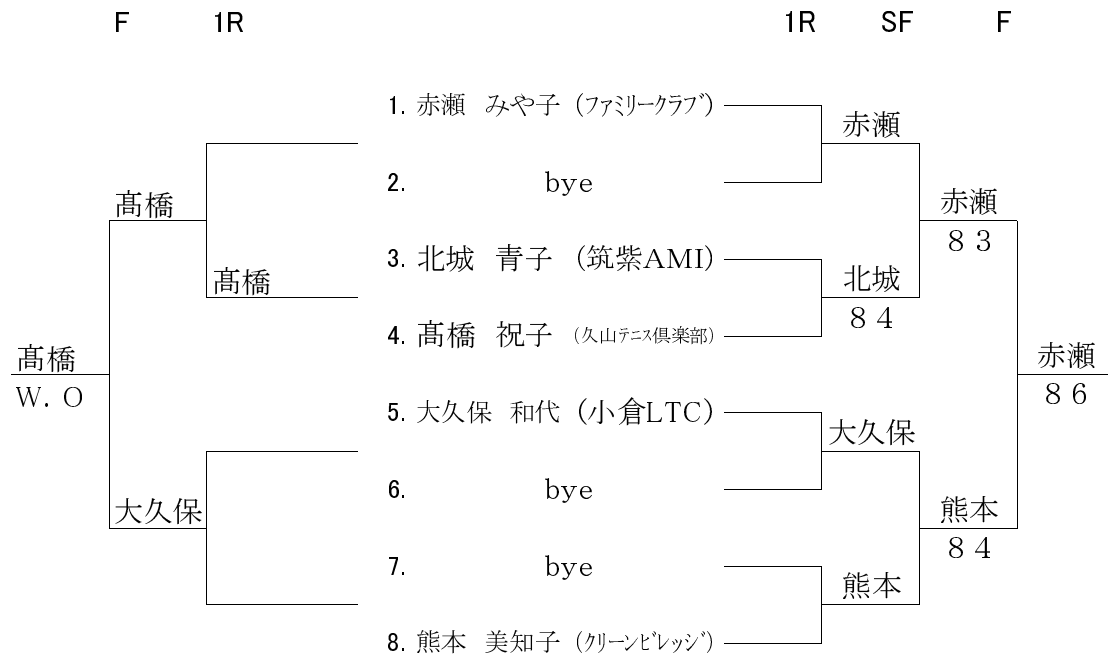 F 1R 1R SF F
1. 赤瀬 みや子 (ファミリークラブ)
赤瀬
2. bye
髙橋
赤瀬
8 3
3. 北城 青子 (筑紫AMI)
髙橋
北城
8 4
4. 髙橋 祝子 (久山テニス倶楽部)
髙橋
W. O
赤瀬
8 6
5. 大久保 和代 (小倉LTC)
大久保
6. bye
大久保
熊本
8 4
7. bye
熊本
8. 熊本 美知子 (クリーンビレッジ)